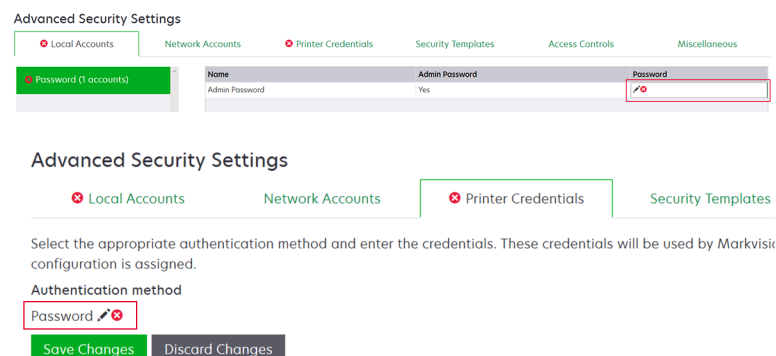 Advanced Security Settings
Local Accounts Network Accounts Printer Credentials Security Templates Access Controls Miscellaneous
Password (1 accounts) Name Admin Password Password
Admin Password Yes
Advanced Security Settings
Local Accounts Network Accounts Printer Credentials Security Templates
Select the appropriate authentication method and enter the credentials. These credentials will be used by Markvisi
configuration is assigned.
Authentication method
Password
Save Changes Discard Changes